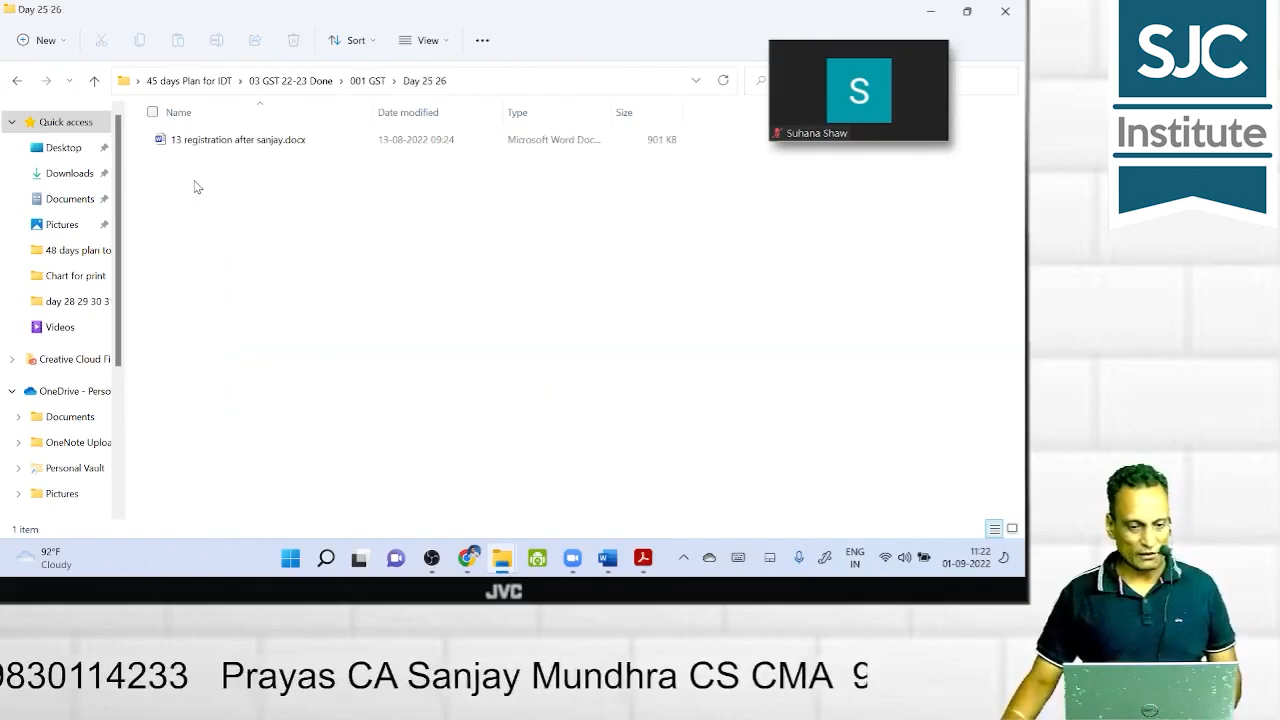 Day 25 26
New
Sort
View
45 days Plan for IDT
03 GST 22-23 Done
001 GST
Day 25 26
Quick access
Desktop
Downloads
Documents
Pictures
48 days plan to
Chart for print
day 28 29 30 3
Videos
Creative Cloud Fi
OneDrive - Perso
Documents
OneNote Uploa
Personal Vault
Pictures
Name
Date modified
Type
Size
13 registration after sanjay.docx
13-08-2022 09:24
Microsoft Word Doc...
901 KB
S
Suhana Shaw
1 item
92°F
Cloudy
ENG
IN
11:22
01-09-2022
JVC
SJC
Institute
9830114233 Prayas CA Sanjay Mundhra CS CMA 9